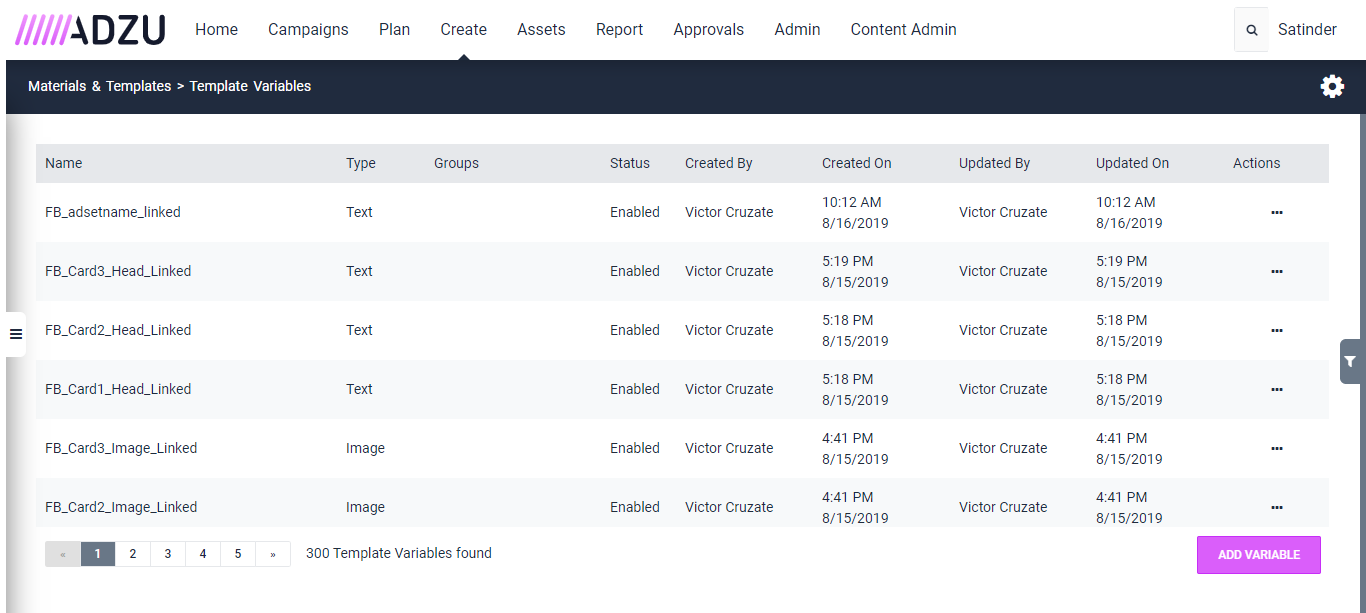 ADZU Home Campaigns Plan Create Assets Report Approvals Admin Content Admin Satinder
Materials & Templates > Template Variables
Name Type Groups Status Created By Created On Updated By Updated On Actions
FB_adsetname_linked Text Enabled Victor Cruzate 10:12 AM Victor Cruzate 10:12 AM
8/16/2019 8/16/2019
FB_Card3_Head_Linked Text Enabled Victor Cruzate 5:19 PM Victor Cruzate 5:19 PM
8/15/2019 8/15/2019
FB_Card2_Head_Linked Text Enabled Victor Cruzate 5:18 PM Victor Cruzate 5:18 PM
8/15/2019 8/15/2019
FB_Card1_Head_Linked Text Enabled Victor Cruzate 5:18 PM Victor Cruzate 5:18 PM
8/15/2019 8/15/2019
FB_Card3_Image_Linked Image Enabled Victor Cruzate 4:41 PM Victor Cruzate 4:41 PM
8/15/2019 8/15/2019
FB_Card2_Image_Linked Image Enabled Victor Cruzate 4:41 PM Victor Cruzate 4:41 PM
8/15/2019 8/15/2019
« 1 2 3 4 5 » 300 Template Variables found ADD VARIABLE